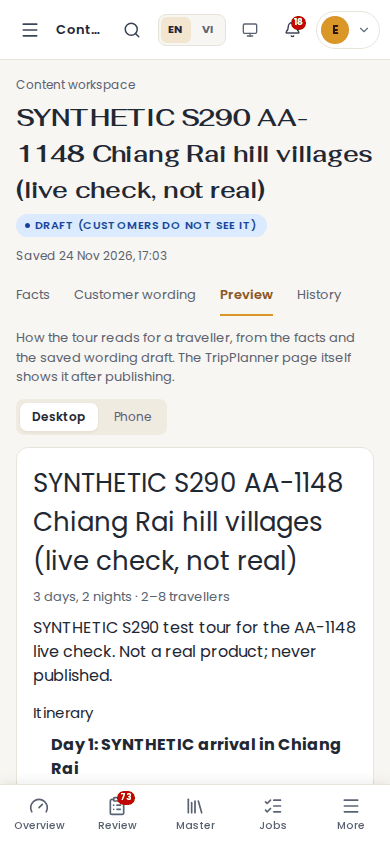 Cont...
EN
VI
18
E
Content workspace
SYNTHETIC S290 AA-
1148 Chiang Rai hill villages
(live check, not real)
DRAFT (CUSTOMERS DO NOT SEE IT)
Saved 24 Nov 2026, 17:03
Facts
Customer wording
Preview
History
How the tour reads for a traveller, from the facts and
the saved wording draft. The TripPlanner page itself
shows it after publishing.
Desktop
Phone
SYNTHETIC S290 AA-1148
Chiang Rai hill villages
(live check, not real)
3 days, 2 nights · 2–8 travellers
SYNTHETIC S290 test tour for the AA-1148
live check. Not a real product; never
published.
Itinerary
Day 1: SYNTHETIC arrival in Chiang
Rai
73
Overview
Review
Master
Jobs
More